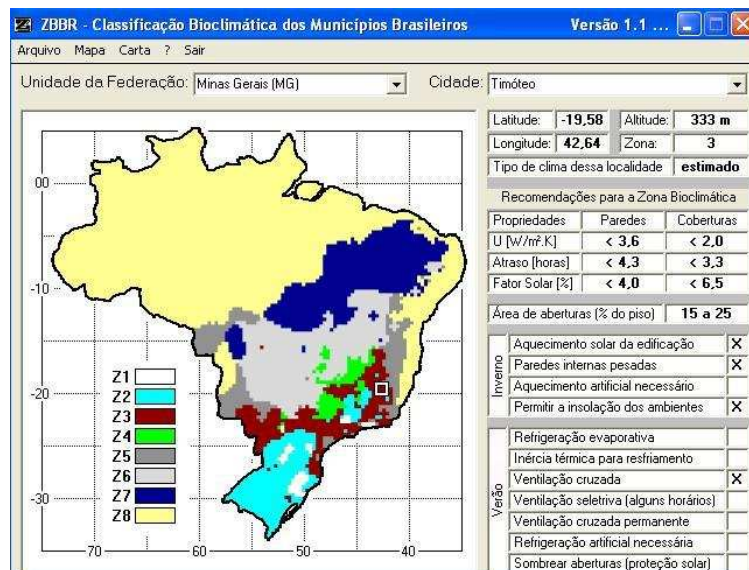 ZBBR - Classificação Bioclimática dos Municípios Brasileiros Versão 1.1 ...
Arquivo Mapa Carta ? Sair
Unidade da Federação: Minas Gerais (MG) Cidade: Timóteo
Latitude: -19,58 Altitude: 333 m
Longitude: 42,64 Zona: 3
Tipo de clima dessa localidade estimado
Recomendações para a Zona Bioclimática
Propriedades Paredes Coberturas
U [W/m².K] < 3,6 < 2,0
Atraso [horas] < 4,3 < 3,3
Fator Solar [%] < 4,0 < 6,5
Área de aberturas (% do piso) 15 a 25
Inverno
Aquecimento solar da edificação X
Paredes internas pesadas X
Aquecimento artificial necessário
Permitir a insolação dos ambientes X
Verão
Refrigeração evaporativa
Inércia térmica para resfriamento
Ventilação cruzada X
Ventilação seletiva (alguns horários)
Ventilação cruzada permanente
Refrigeração artificial necessária
Sombrear aberturas (proteção solar)
00
-10
-20
-30
Z1
Z2
Z3
Z4
Z5
Z6
Z7
Z8
70 60 50 40